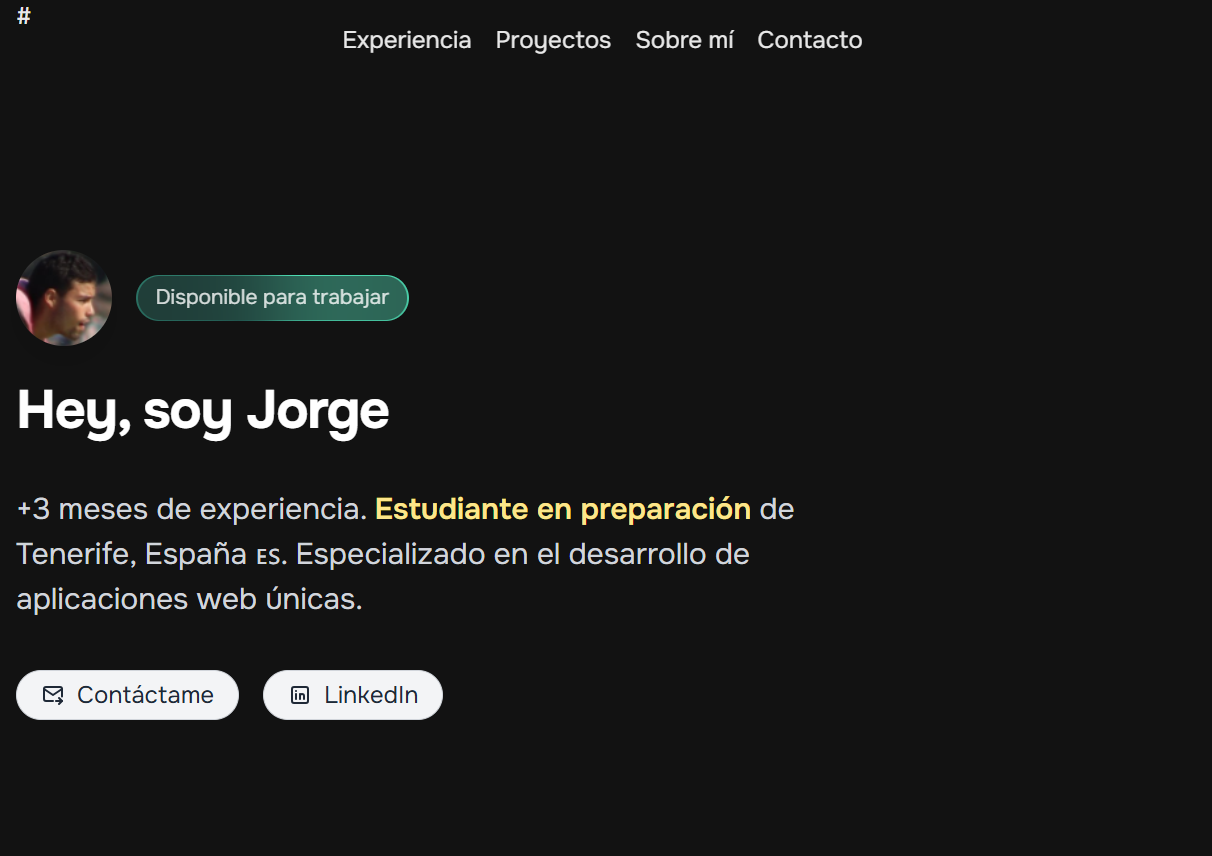 #
Experiencia Proyectos Sobre mí Contacto
Disponible para trabajar
Hey, soy Jorge
+3 meses de experiencia. Estudiante en preparación de
Tenerife, España ES. Especializado en el desarrollo de
aplicaciones web únicas.
Contáctame LinkedIn